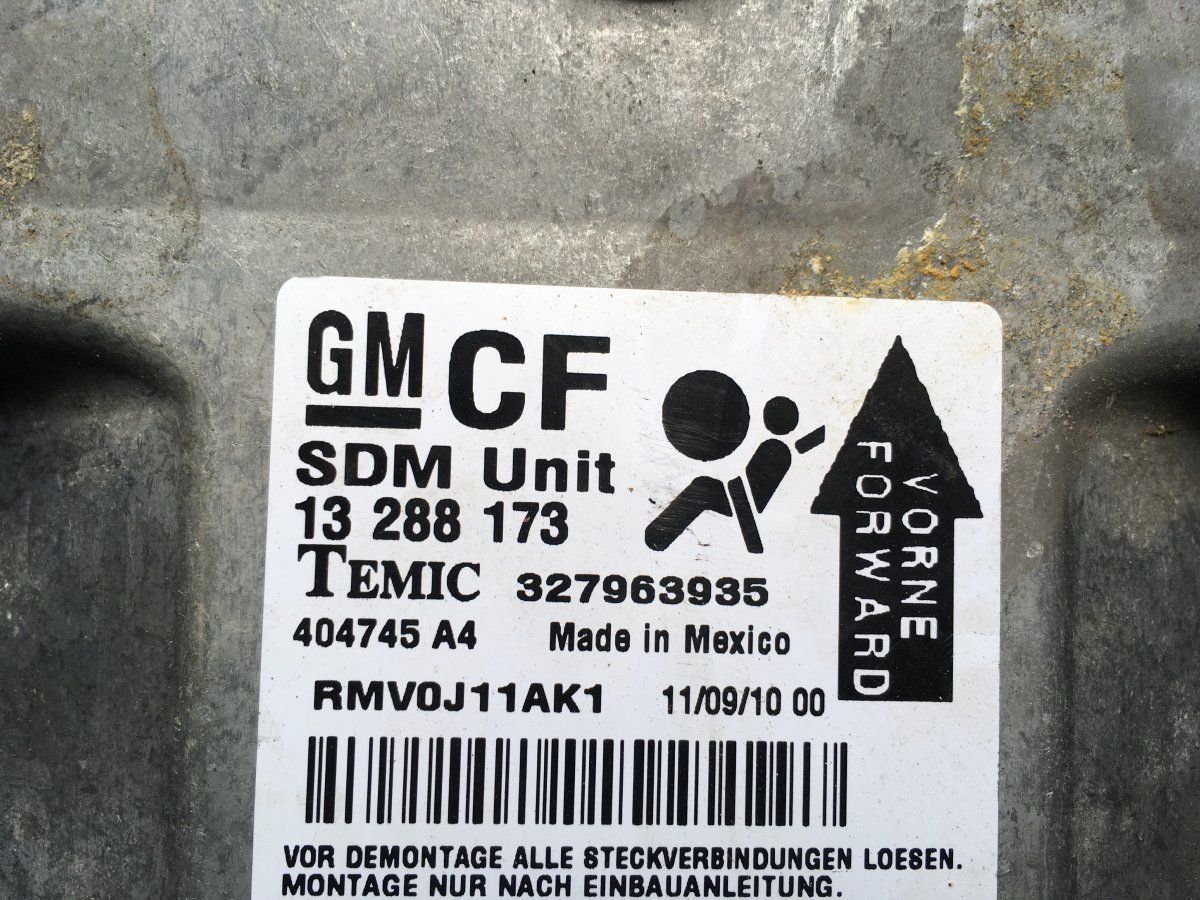 GM CF
SDM Unit
13 288 173
TEMIC 327963935
404745 A4 Made in Mexico
RMV0J11AK1 11/09/10 00
VORNE
FORWARD
VOR DEMONTAGE ALLE STECKVERBINDUNGEN LOESEN.
MONTAGE NUR NACH EINBAUANLEITUNG.